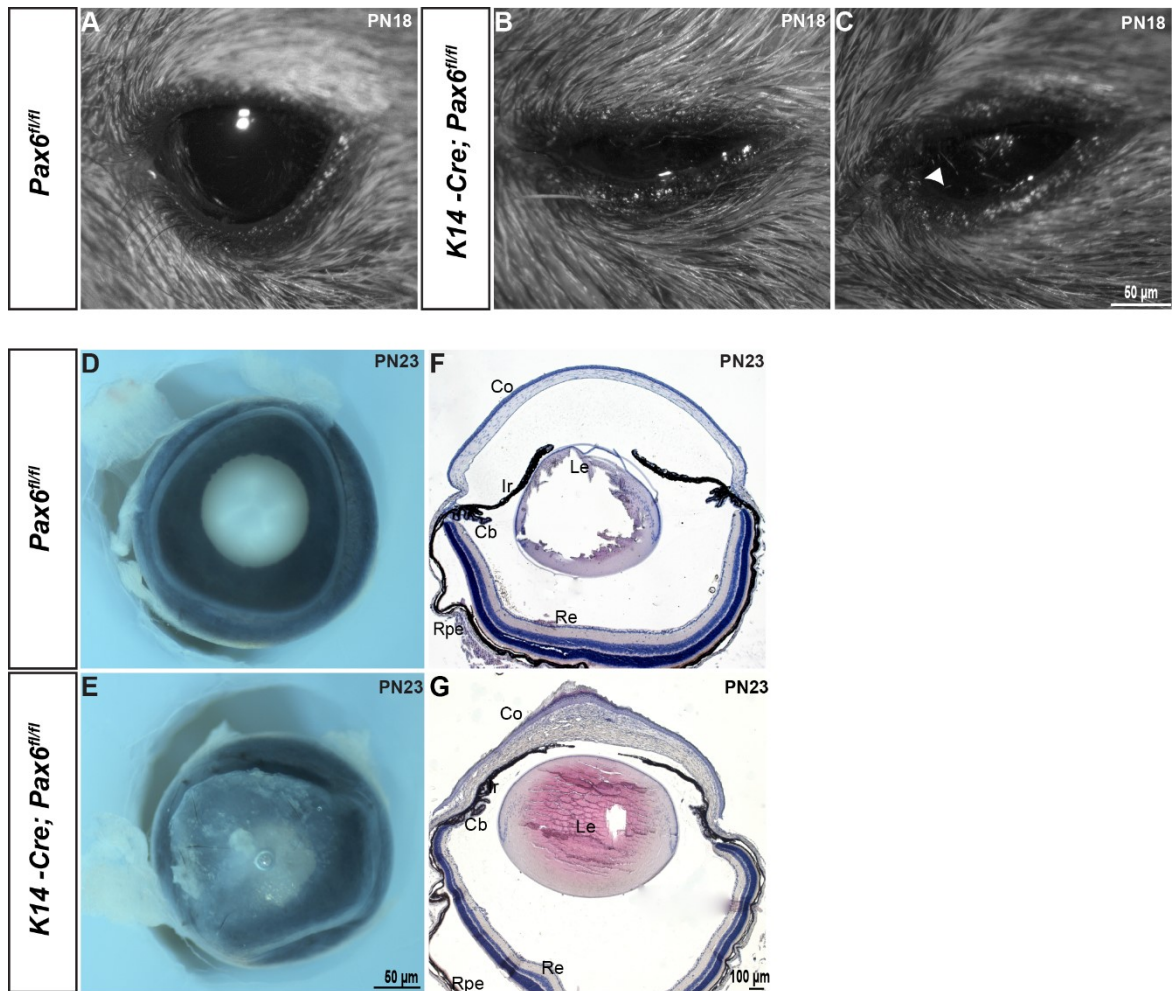 Pax6fl/fl
A
PN18
K14 -Cre; Pax6fl/fl
B
PN18
C
PN18
50 µm
Pax6fl/fl
D
PN23
F
PN23
Co
Le
Ir
Cb
Re
Rpe
K14 -Cre; Pax6fl/fl
E
PN23
50 µm
G
PN23
Co
Ir
Cb
Le
Re
Rpe
100 µm